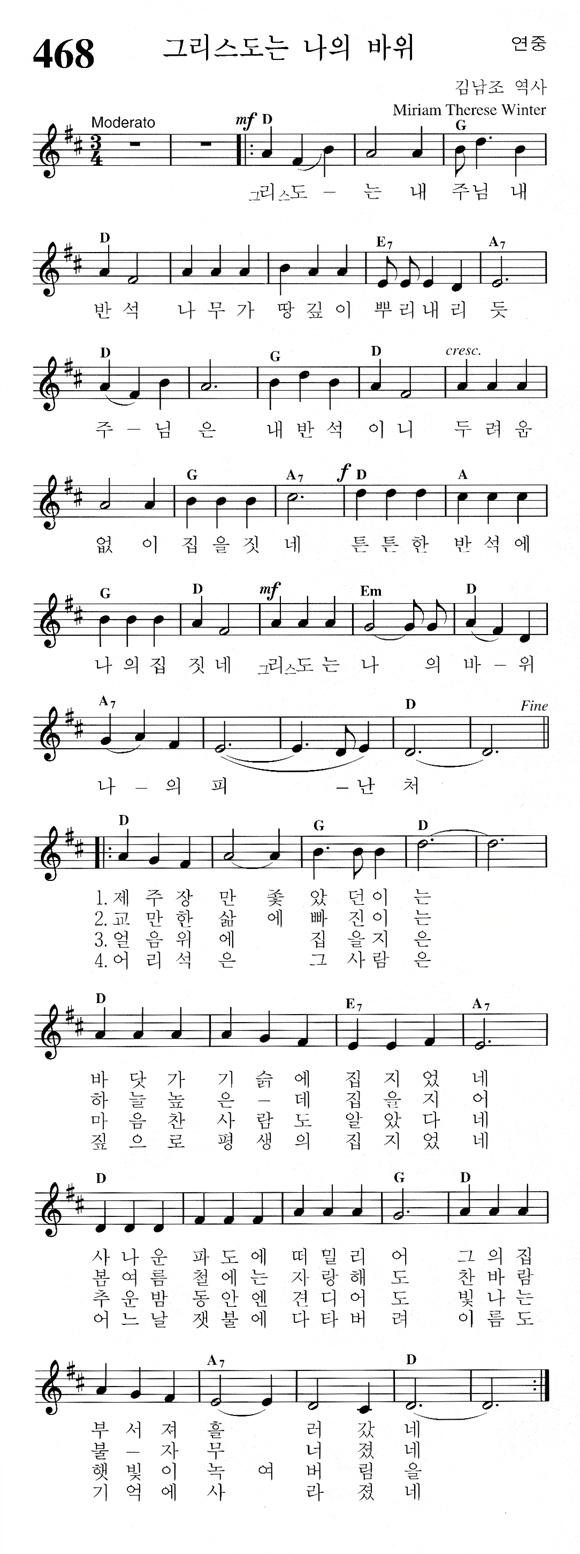 468 그리스도는 나의 바위 연중
김남조 역사
Miriam Therese Winter
Moderato mf D G
3
4
그리스도 – 는 내 주님 내
D E7 A7
반석 나무가 땅깊이 뿌리내리 듯
D G D cresc.
주 – 님 은 내반석 이니 두려움
G A7 f D A
없 이 집을짓 네 튼튼한 반석에
G D mf Em D
나의집 짓네 그리스도는 나 의 바-위
A7 D Fine
나 – 의 피 – 난 처
D G D
1. 제 주 장 만 좇 았 던이 는
2. 교 만 한 삶 에 빠 진이 는
3. 얼 음 위 에 집 을지 은
4. 어 리 석 은 그 사람 은
D E7 A7
바 닷 가 기 슭 에 집 지 었 네
하 늘 높 은 – 데 집 을 지 어
마 음 찬 사 람 도 알 았 다 네
짚 으 로 평 생 의 집 지 었 네
D G D
사 나 운 파 도 에 떠 밀 리 어 그 의 집
봄 여 름 철 에 는 자 랑 해 도 찬 바 람
추 운 밤 동 안 엔 견 디 어 도 빛 나 는
어 느 날 잿 불 에 다 타 버 려 이 름 도
A7 D
부 서 져 흘 러 갔 네
불 – 자 무 너 졌 네
햇 빛 이 녹 여 버 림 을
기 억 에 사 라 졌 네